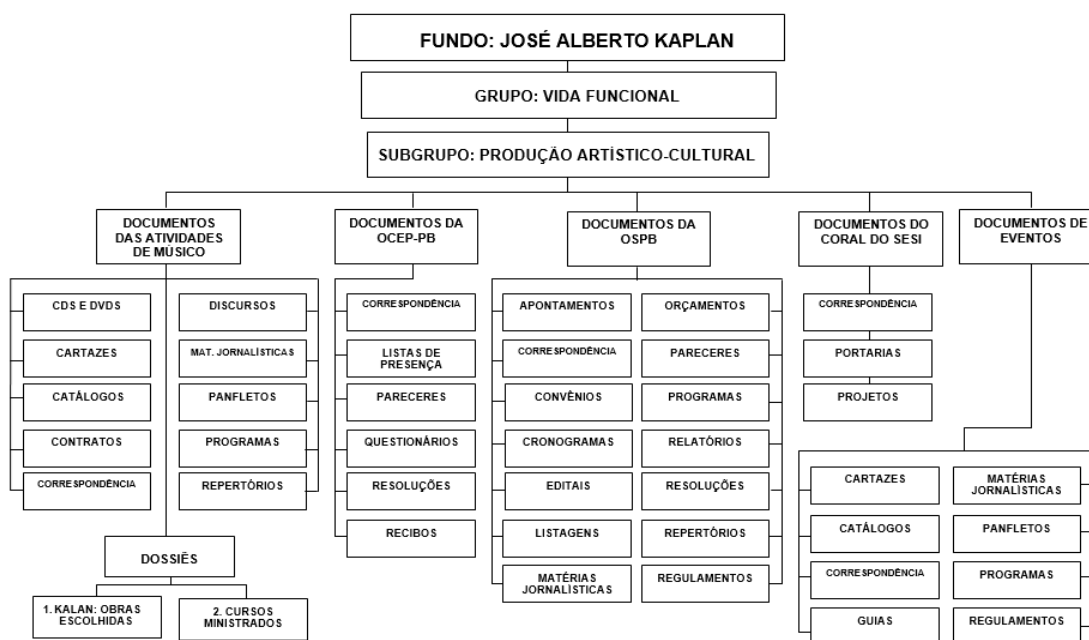 FUNDO: JOSÉ ALBERTO KAPLAN
GRUPO: VIDA FUNCIONAL
SUBGRUPO: PRODUÇÃO ARTÍSTICO-CULTURAL
DOCUMENTOS
DAS ATIVIDADES
DE MÚSICO
CDS E DVDS
CARTAZES
CATÁLOGOS
CONTRATOS
CORRESPONDÊNCIA
DISCURSOS
MAT. JORNALÍSTICAS
PANFLETOS
PROGRAMAS
REPERTÓRIOS
DOSSIÊS
1. KALAN: OBRAS
ESCOLHIDAS
2. CURSOS
MINISTRADOS
DOCUMENTOS DA
OCEP-PB
CORRESPONDÊNCIA
LISTAS DE
PRESENÇA
PARECERES
QUESTIONÁRIOS
RESOLUÇÕES
RECIBOS
DOCUMENTOS DA
OSPB
APONTAMENTOS
CORRESPONDÊNCIA
CONVÊNIOS
CRONOGRAMAS
EDITAIS
LISTAGENS
MATÉRIAS
JORNALÍSTICAS
ORÇAMENTOS
PARECERES
PROGRAMAS
RELATÓRIOS
RESOLUÇÕES
REPERTÓRIOS
REGULAMENTOS
DOCUMENTOS DO
CORAL DO SESI
CORRESPONDÊNCIA
PORTARIAS
PROJETOS
DOCUMENTOS DE
EVENTOS
CARTAZES
CATÁLOGOS
CORRESPONDÊNCIA
GUIAS
MATÉRIAS
JORNALÍSTICAS
PANFLETOS
PROGRAMAS
REGULAMENTOS